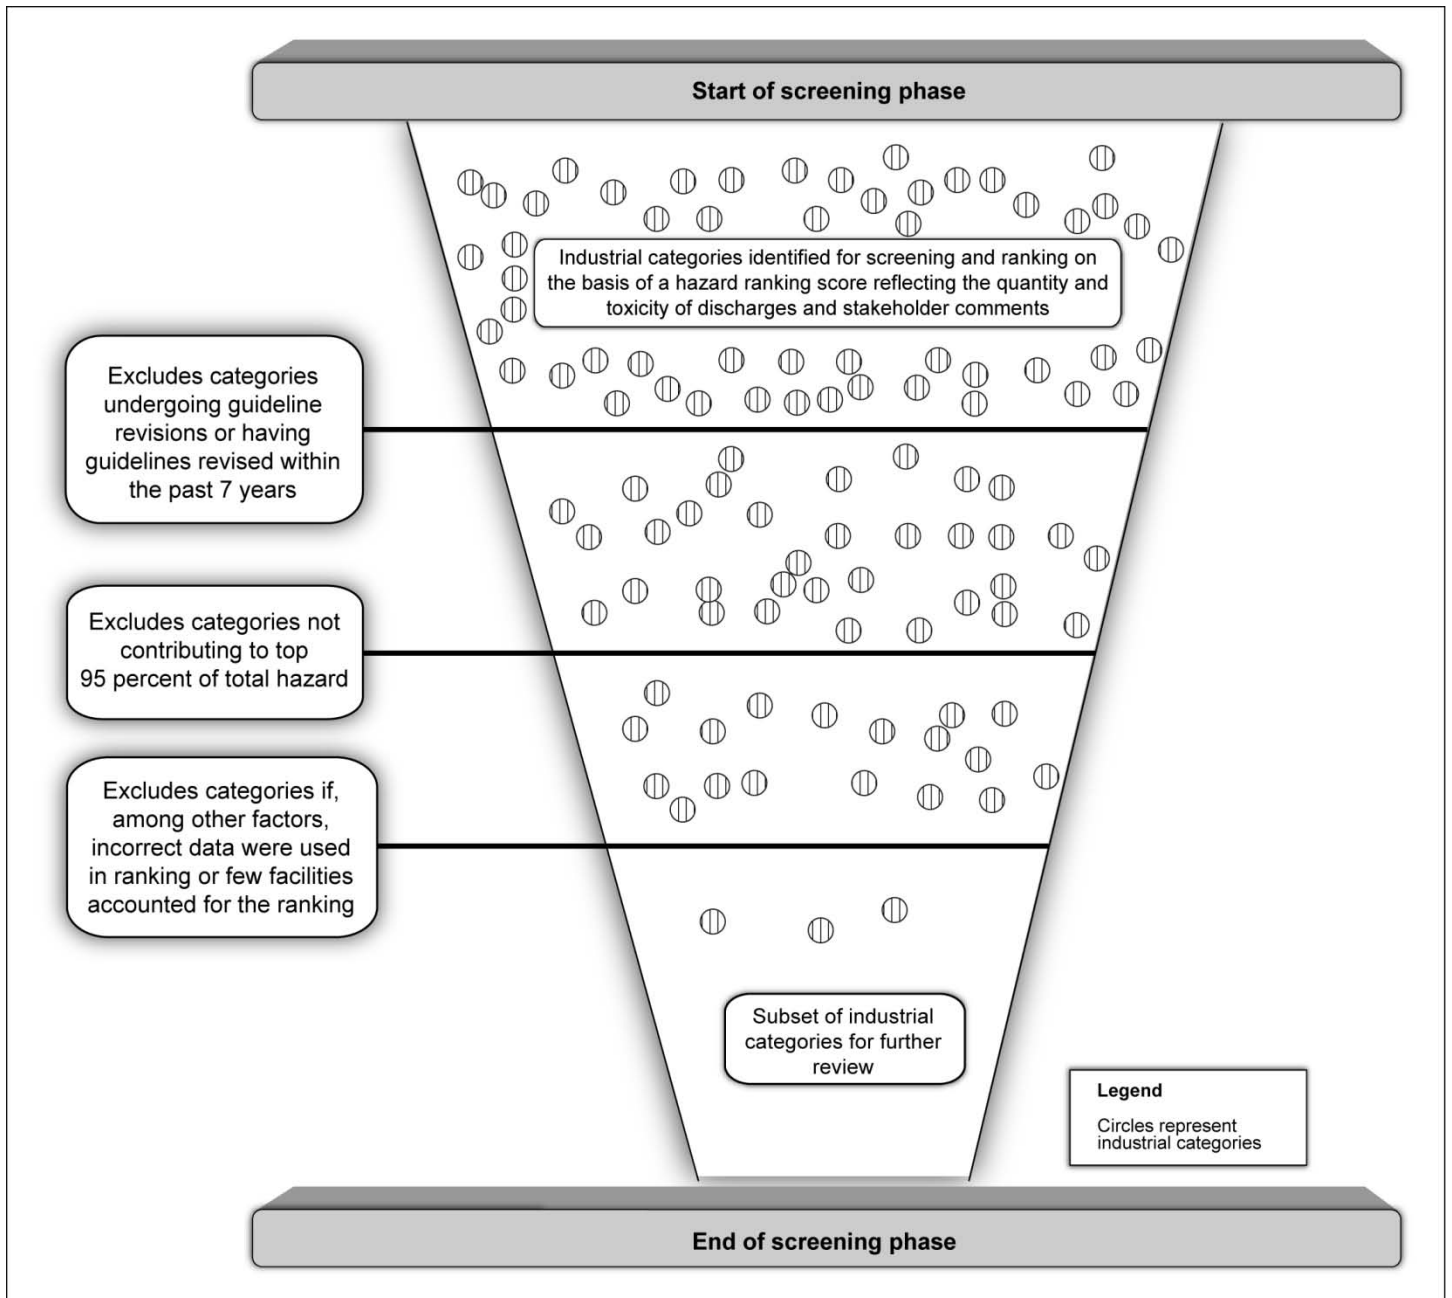 Start of screening phase
Industrial categories identified for screening and ranking on
the basis of a hazard ranking score reflecting the quantity and
toxicity of discharges and stakeholder comments
Excludes categories
undergoing guideline
revisions or having
guidelines revised within
the past 7 years
Excludes categories not
contributing to top
95 percent of total hazard
Excludes categories if,
among other factors,
incorrect data were used
in ranking or few facilities
accounted for the ranking
Subset of industrial
categories for further
review
Legend
Circles represent
industrial categories
End of screening phase